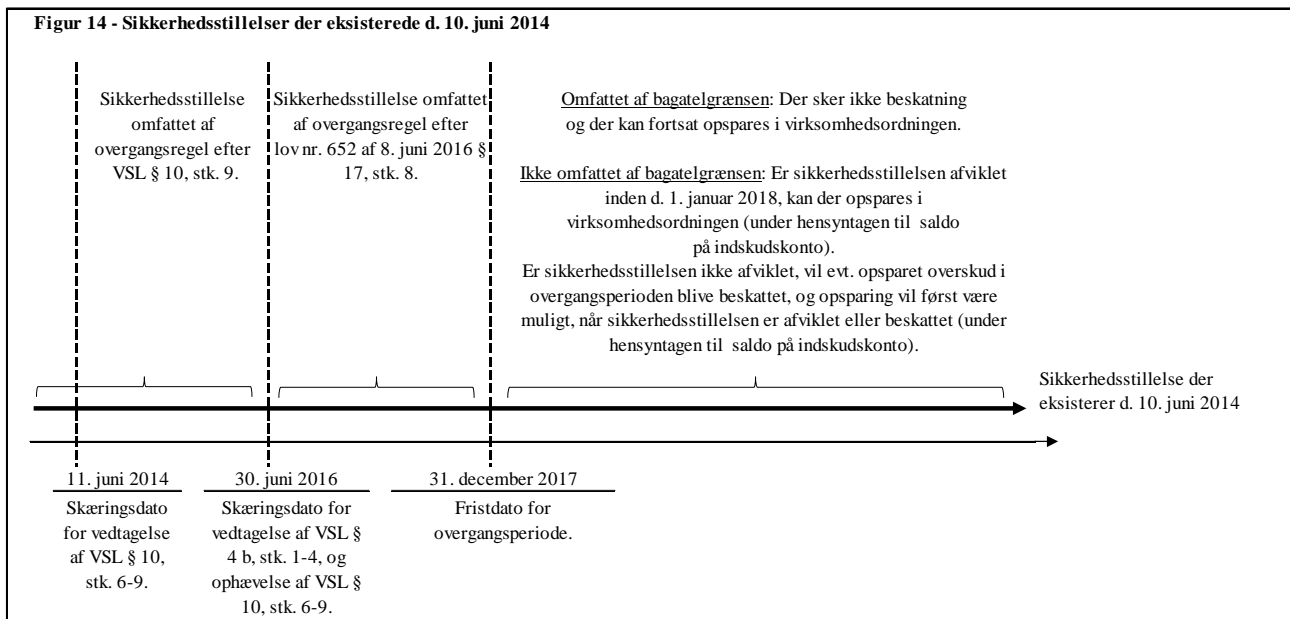 Figur 14 - Sikkerhedsstillelser der eksisterede d. 10. juni 2014
Sikkerhedsstillelse
omfattet af
overgangsregel efter
VSL § 10, stk. 9.
Sikkerhedsstillelse omfattet
af overgangsregel efter
lov nr. 652 af 8. juni 2016 §
17, stk. 8.
Omfattet af bagatelgrænsen: Der sker ikke beskatning
og der kan fortsat opspares i virksomhedsordningen.
Ikke omfattet af bagatelgrænsen: Er sikkerhedsstillelsen afviklet
inden d. 1. januar 2018, kan der opspares i
virksomhedsordningen (under hensyntagen til saldo
på indskudskonto).
Er sikkerhedsstillelsen ikke afviklet, vil evt. opsparet overskud i
overgangsperioden blive beskattet, og opsparing vil først være
muligt, når sikkerhedsstillelsen er afviklet eller beskattet (under
hensyntagen til saldo på indskudskonto).
Sikkerhedsstillelse der
eksisterer d. 10. juni 2014
11. juni 2014
Skæringsdato
for vedtagelse
af VSL § 10,
stk. 6-9.
30. juni 2016
Skæringsdato for
vedtagelse af VSL §
4 b, stk. 1-4, og
ophævelse af VSL §
10, stk. 6-9.
31. december 2017
Fristdato for
overgangsperiode.